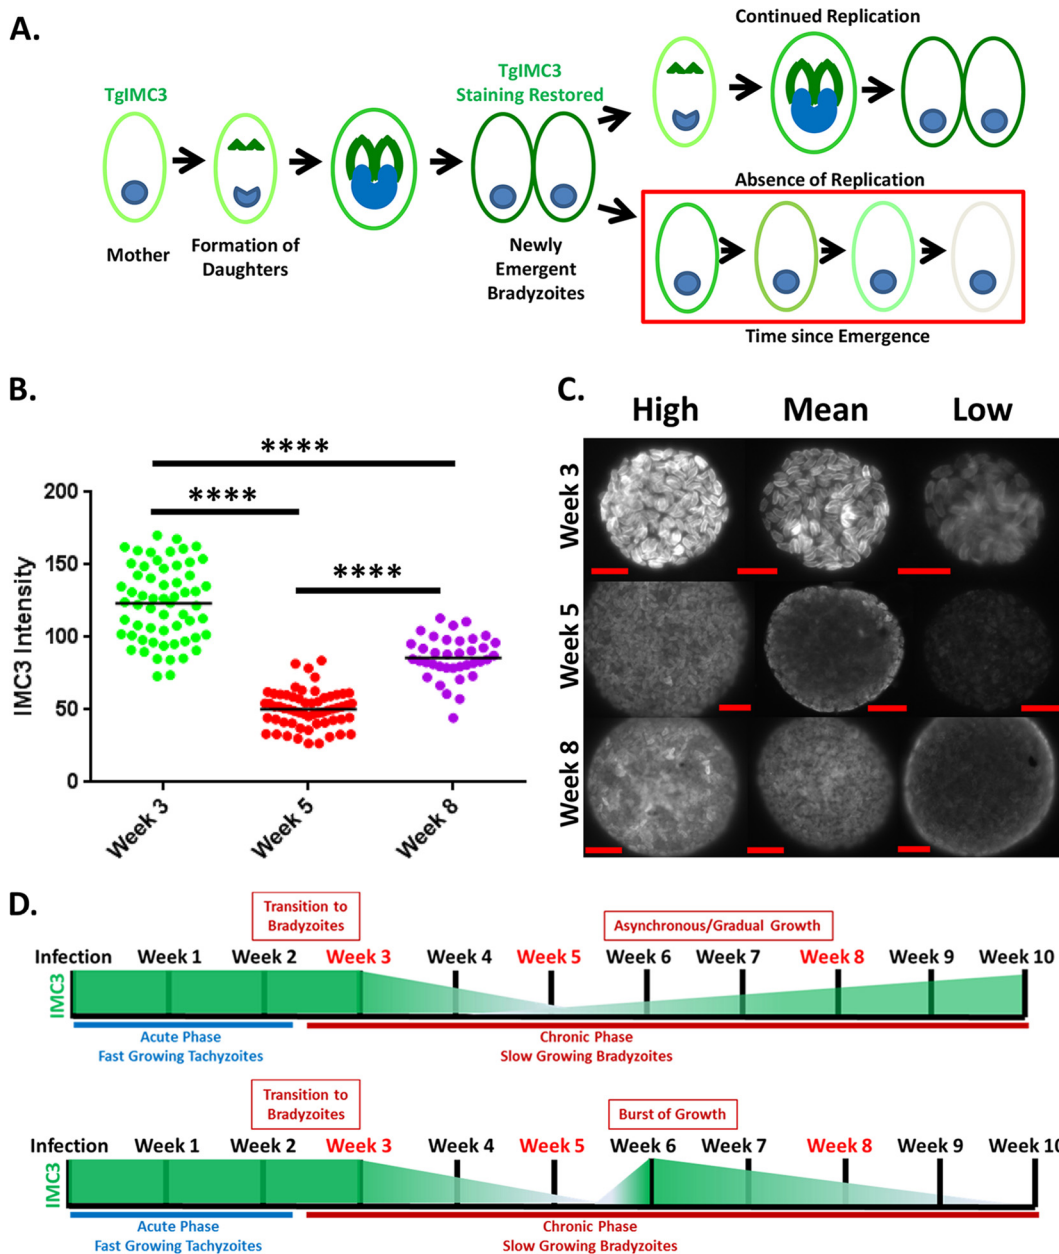 A.
Continued Replication
TgIMC3
TgIMC3
Staining Restored
Absence of Replication
Mother
Formation of
Daughters
Newly
Emergent
Bradyzoites
Time since Emergence
B.
****
****
****
IMC3 Intensity
200
150
100
50
0
Week 3
Week 5
Week 8
C.
High
Mean
Low
Week 3
Week 5
Week 8
D.
Transition to
Bradyzoites
Asynchronous/Gradual Growth
Infection Week 1 Week 2 Week 3 Week 4 Week 5 Week 6 Week 7 Week 8 Week 9 Week 10
IMC3
Acute Phase
Fast Growing Tachyzoites
Chronic Phase
Slow Growing Bradyzoites
Transition to
Bradyzoites
Burst of Growth
Infection Week 1 Week 2 Week 3 Week 4 Week 5 Week 6 Week 7 Week 8 Week 9 Week 10
IMC3
Acute Phase
Fast Growing Tachyzoites
Chronic Phase
Slow Growing Bradyzoites